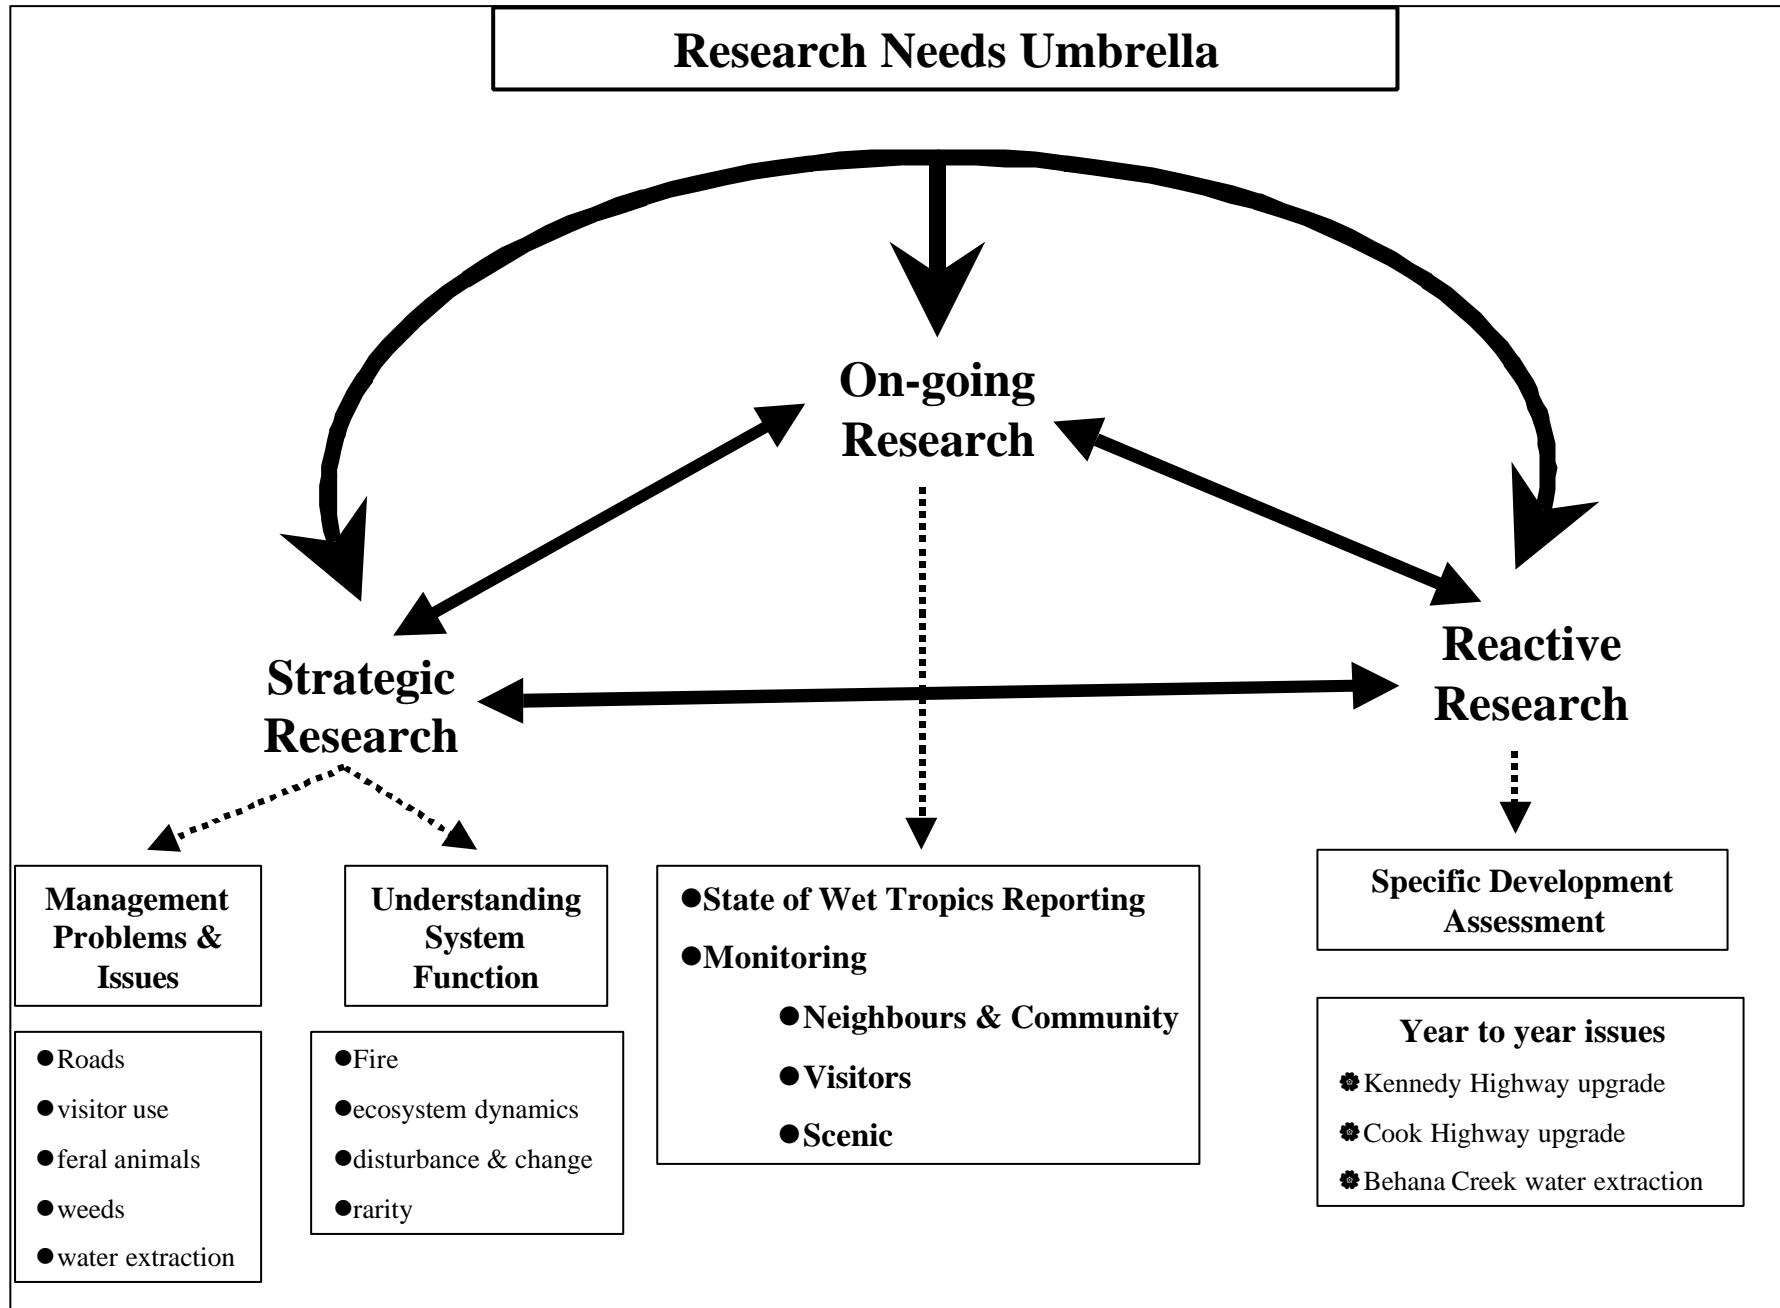 Research Needs Umbrella
On-going
Research
Strategic
Research
Reactive
Research
Management
Problems &
Issues
●Roads
●visitor use
●feral animals
●weeds
●water extraction
Understanding
System
Function
●Fire
●ecosystem dynamics
●disturbance & change
●rarity
●State of Wet Tropics Reporting
●Monitoring
●Neighbours & Community
●Visitors
●Scenic
Specific Development
Assessment
Year to year issues
Kennedy Highway upgrade
Cook Highway upgrade
Behana Creek water extraction